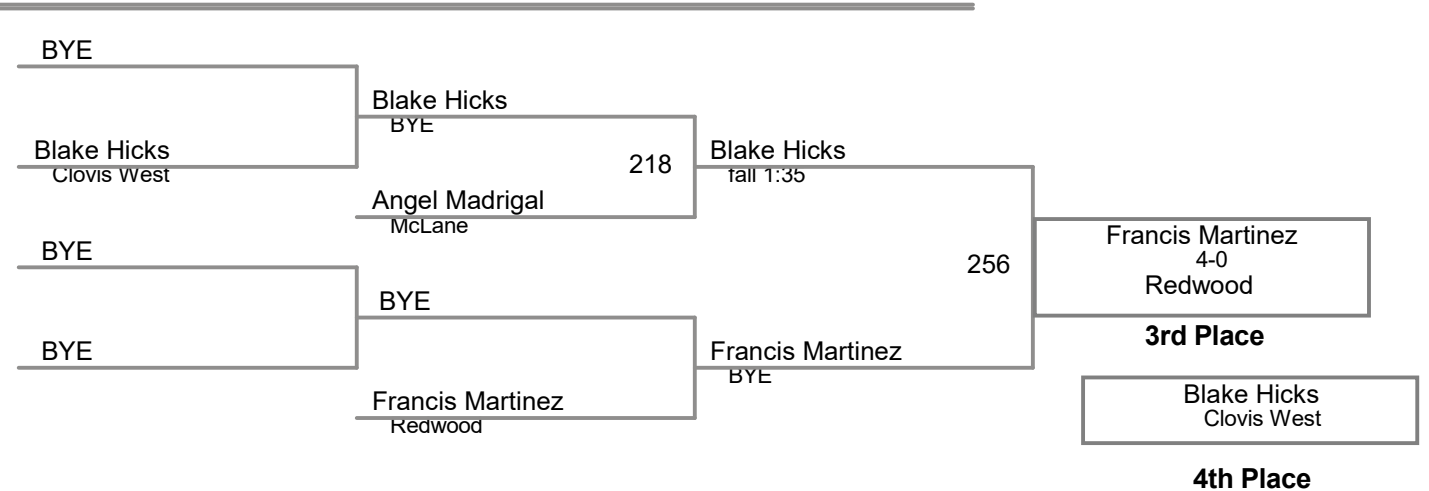 BYE
Blake Hicks
BYE
Blake Hicks
Clovis West
218
Blake Hicks
fall 1:35
Angel Madrigal
McLane
BYE
256
Francis Martinez
4-0
Redwood
BYE
3rd Place
BYE
Francis Martinez
BYE
Francis Martinez
Redwood
Blake Hicks
Clovis West
4th Place